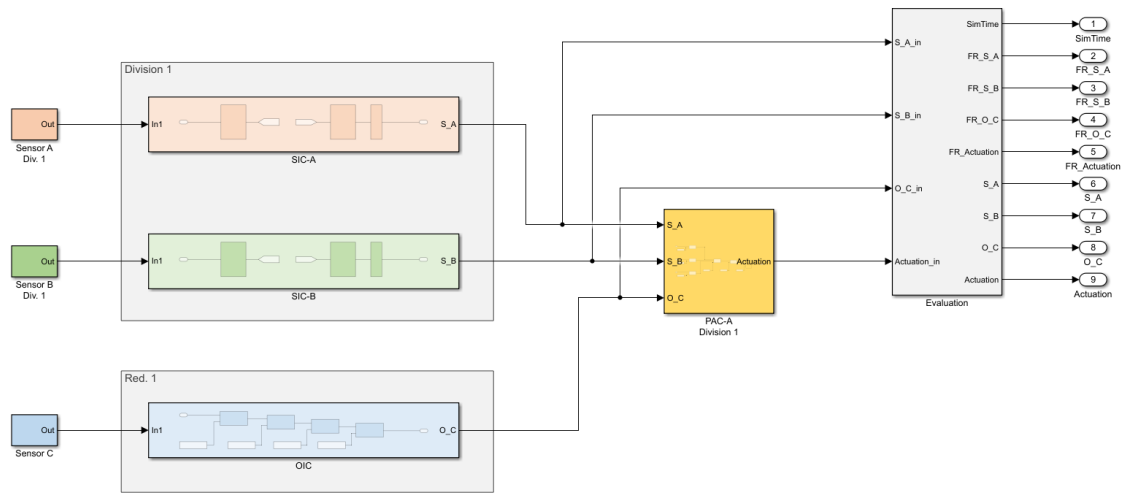 Division 1
Out
Sensor A
Div. 1
In1
S_A
SIC-A
Out
Sensor B
Div. 1
In1
S_B
SIC-B
Red. 1
Out
Sensor C
In1
O_C
OIC
S_A
S_B
O_C
Actuation
PAC-A
Division 1
S_A_in
S_B_in
O_C_in
Actuation_in
SimTime
FR_S_A
FR_S_B
FR_O_C
FR_Actuation
S_A
S_B
O_C
Actuation
Evaluation
1
SimTime
2
FR_S_A
3
FR_S_B
4
FR_O_C
5
FR_Actuation
6
S_A
7
S_B
8
O_C
9
Actuation